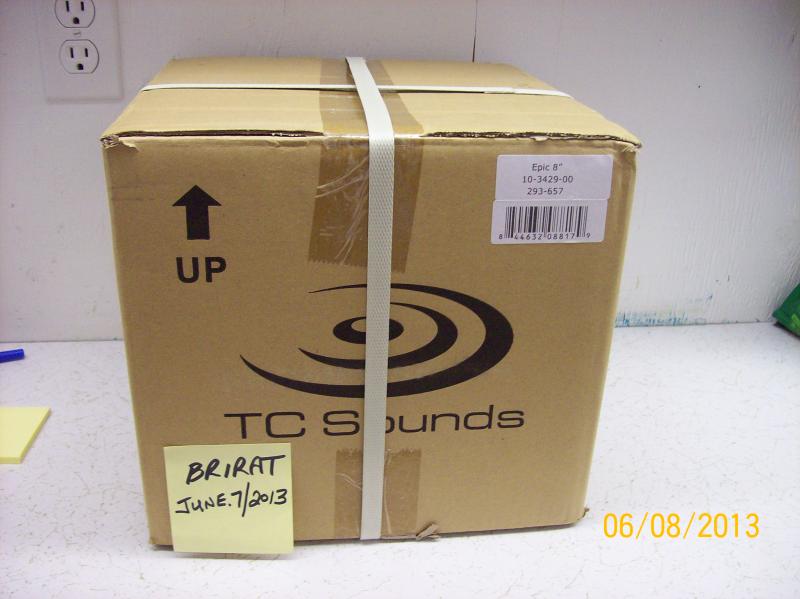 Epic 8"
10-3429-00
293-657
8 44632 08817 9
UP
TC Sounds
BRIRAT
JUNE.7/2013
06/08/2013